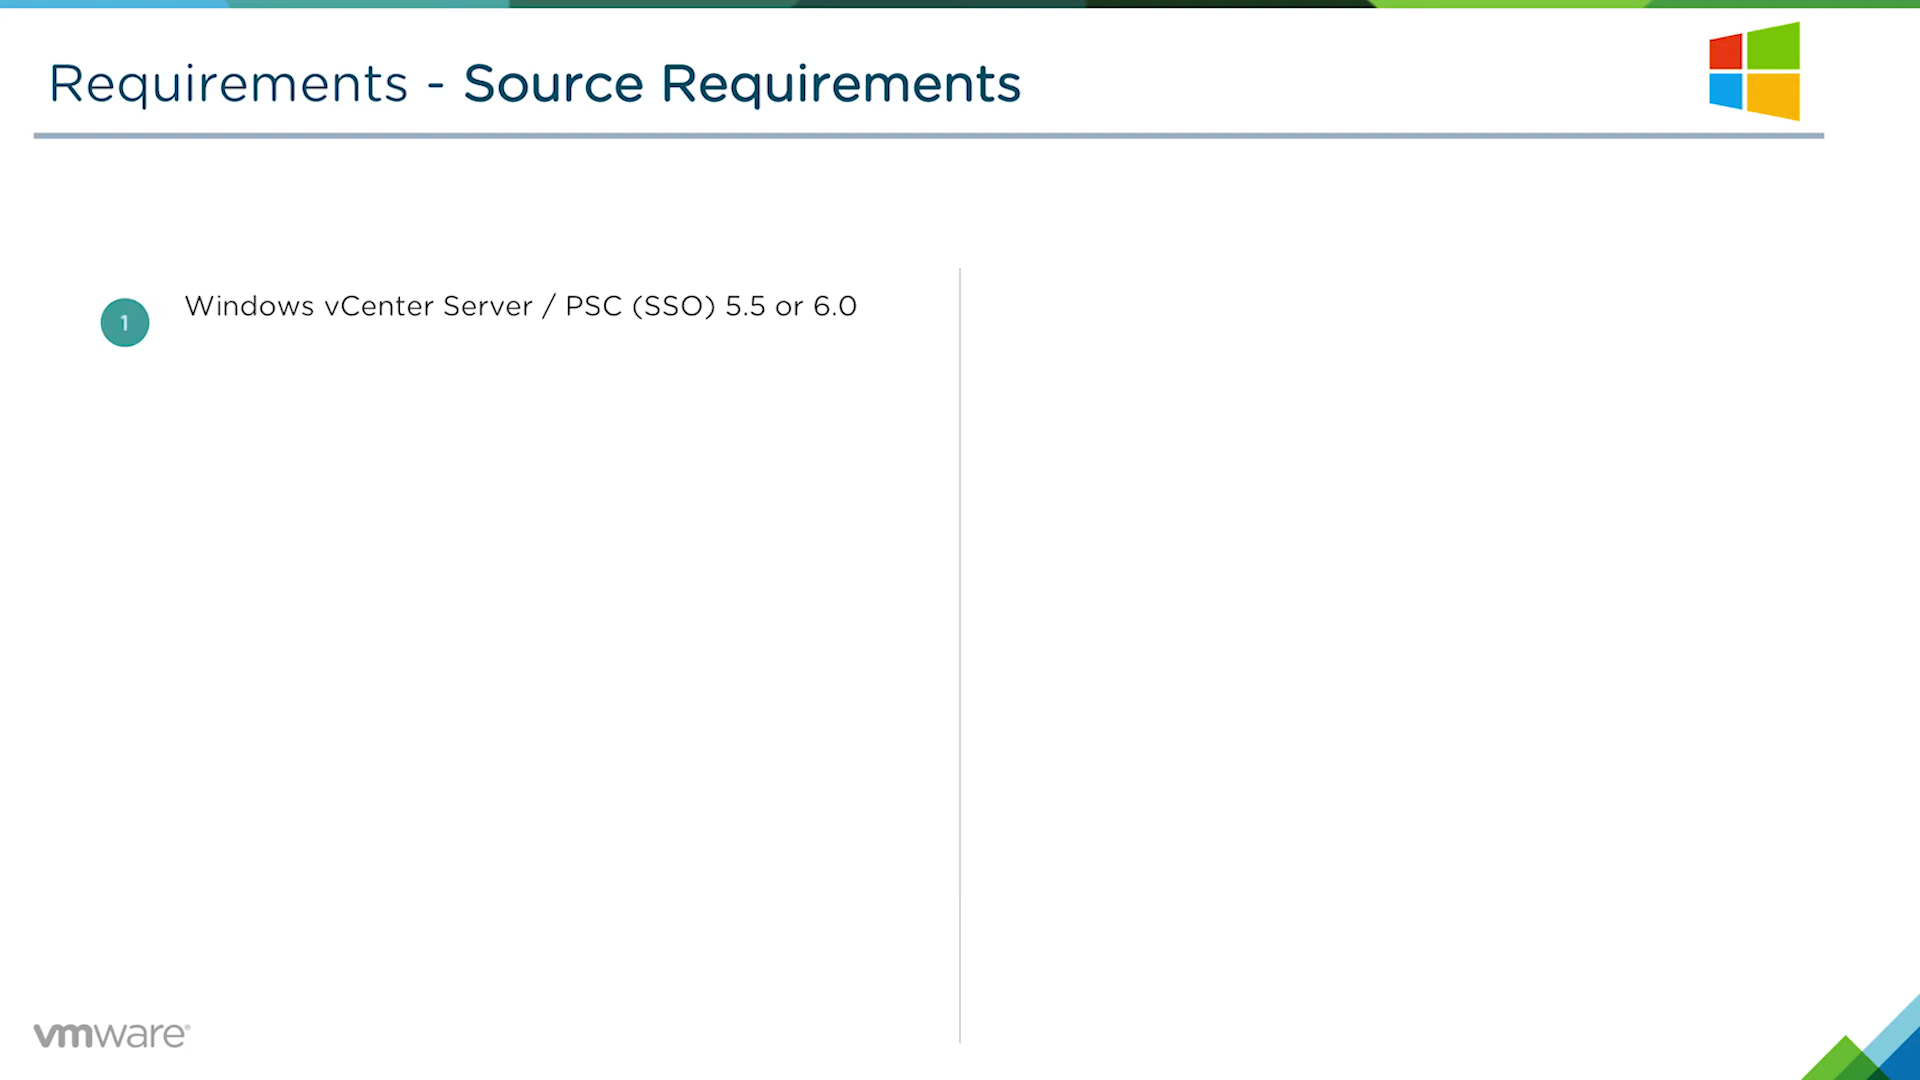 Requirements - Source Requirements
1
Windows vCenter Server / PSC (SSO) 5.5 or 6.0
vmware®